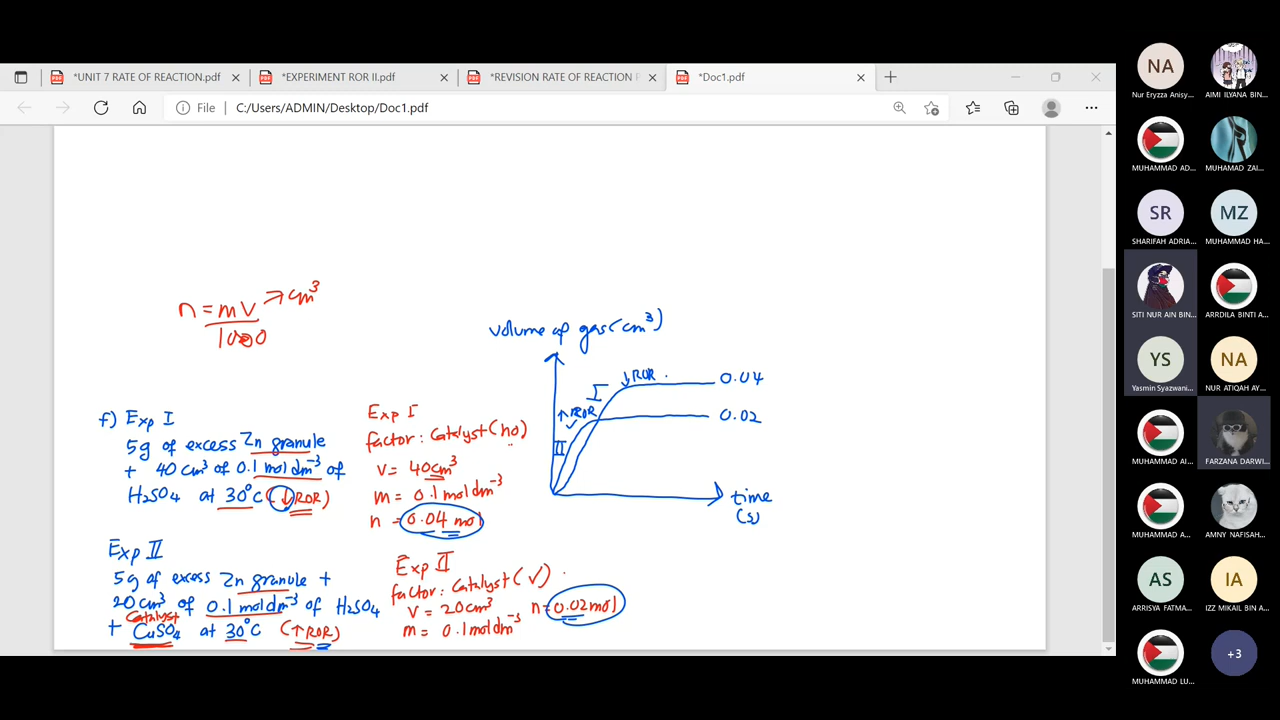 *UNIT 7 RATE OF REACTION.pdf
*EXPERIMENT ROR II.pdf
*REVISION RATE OF REACTION
*Doc1.pdf
File C:/Users/ADMIN/Desktop/Doc1.pdf
n = mV → cm³
1000
volume of gas (cm³)
I ↓ROR
0.04
↑ROR
0.02
II
time
(s)
f) Exp I
5g of excess Zn granule
+ 40 cm³ of 0.1 mol dm⁻³ of
H₂SO₄ at 30°C (↓ROR)
Exp I
factor: Catalyst (no)
V = 40cm³
m = 0.1 mol dm⁻³
n = 0.04 mol
Exp II
5g of excess Zn granule +
20cm³ of 0.1 mol dm⁻³ of H₂SO₄
Catalyst
+ CuSO₄ at 30°C (↑ROR)
Exp II
factor: Catalyst (✓)
V = 20cm³ n = 0.02 mol
m = 0.1 mol dm⁻³
NA
Nur Eryzza Anisy...
AIMI ILYANA BIN...
MUHAMMAD AD...
MUHAMAD ZAI...
SR
SHARIFAH ADRIA...
MZ
MUHAMMAD HA...
SITI NUR AIN BIN...
ARRDILA BINTI A...
YS
Yasmin Syazwani...
NA
NUR ATIQAH AY...
MUHAMMAD AI...
FARZANA DARWI...
MUHAMMAD A...
AMNY NAFISAH...
AS
ARRISYA FATMA...
IA
IZZ MIKAIL BIN A...
MUHAMMAD LU...
+3